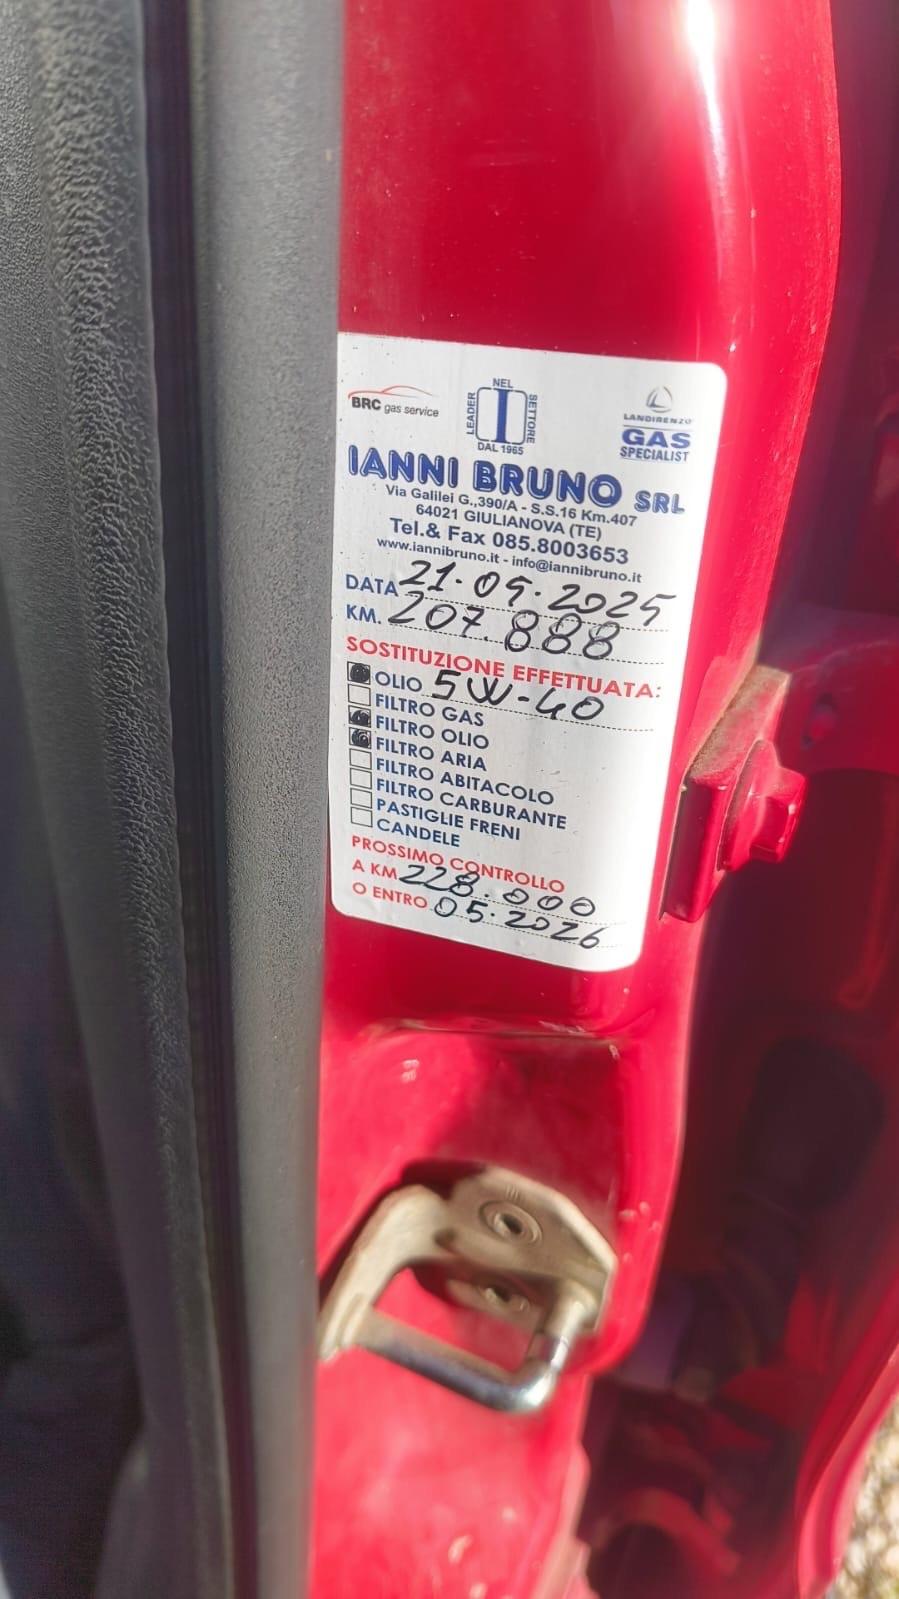 BRC gas service
LEADER NEL SETTORE
I
DAL 1965
LANDIRENZO
GAS
SPECIALIST
IANNI BRUNO SRL
Via Galilei G.,390/A - S.S.16 Km.407
64021 GIULIANOVA (TE)
Tel.& Fax 085.8003653
www.iannibruno.it - info@iannibruno.it
DATA 21.05.2025
KM. 207.888
SOSTITUZIONE EFFETTUATA:
OLIO 5W-40
FILTRO GAS
FILTRO OLIO
FILTRO ARIA
FILTRO ABITACOLO
FILTRO CARBURANTE
PASTIGLIE FRENI
CANDELE
PROSSIMO CONTROLLO
A KM 228.000
O ENTRO 05.2026